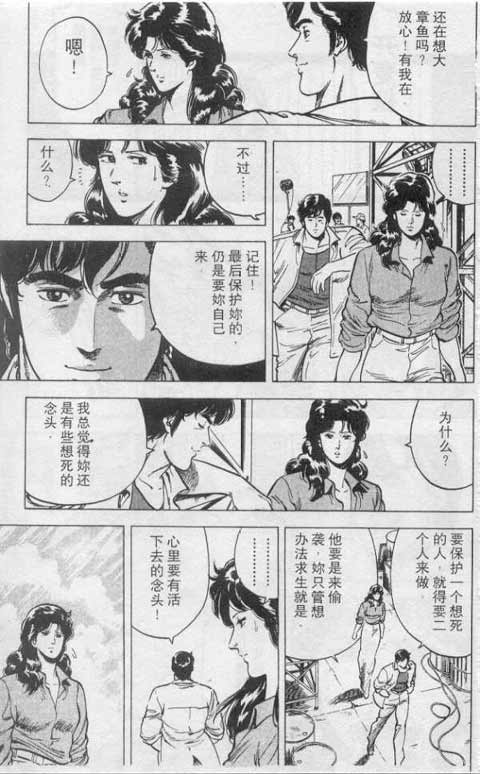 还在想大
章鱼吗？
放心！有我在
嗯！
………
………
不过……
什么？
记住！
最后保护妳的，
仍是要妳自己
来。
为什么？
我总觉得妳还
是有些想死的
念头。
要保护一个想死
的人，就得要二
个人来做。
他要是来偷
袭，妳只管想
办法求生就是
………
心里要有活
下去的念头！